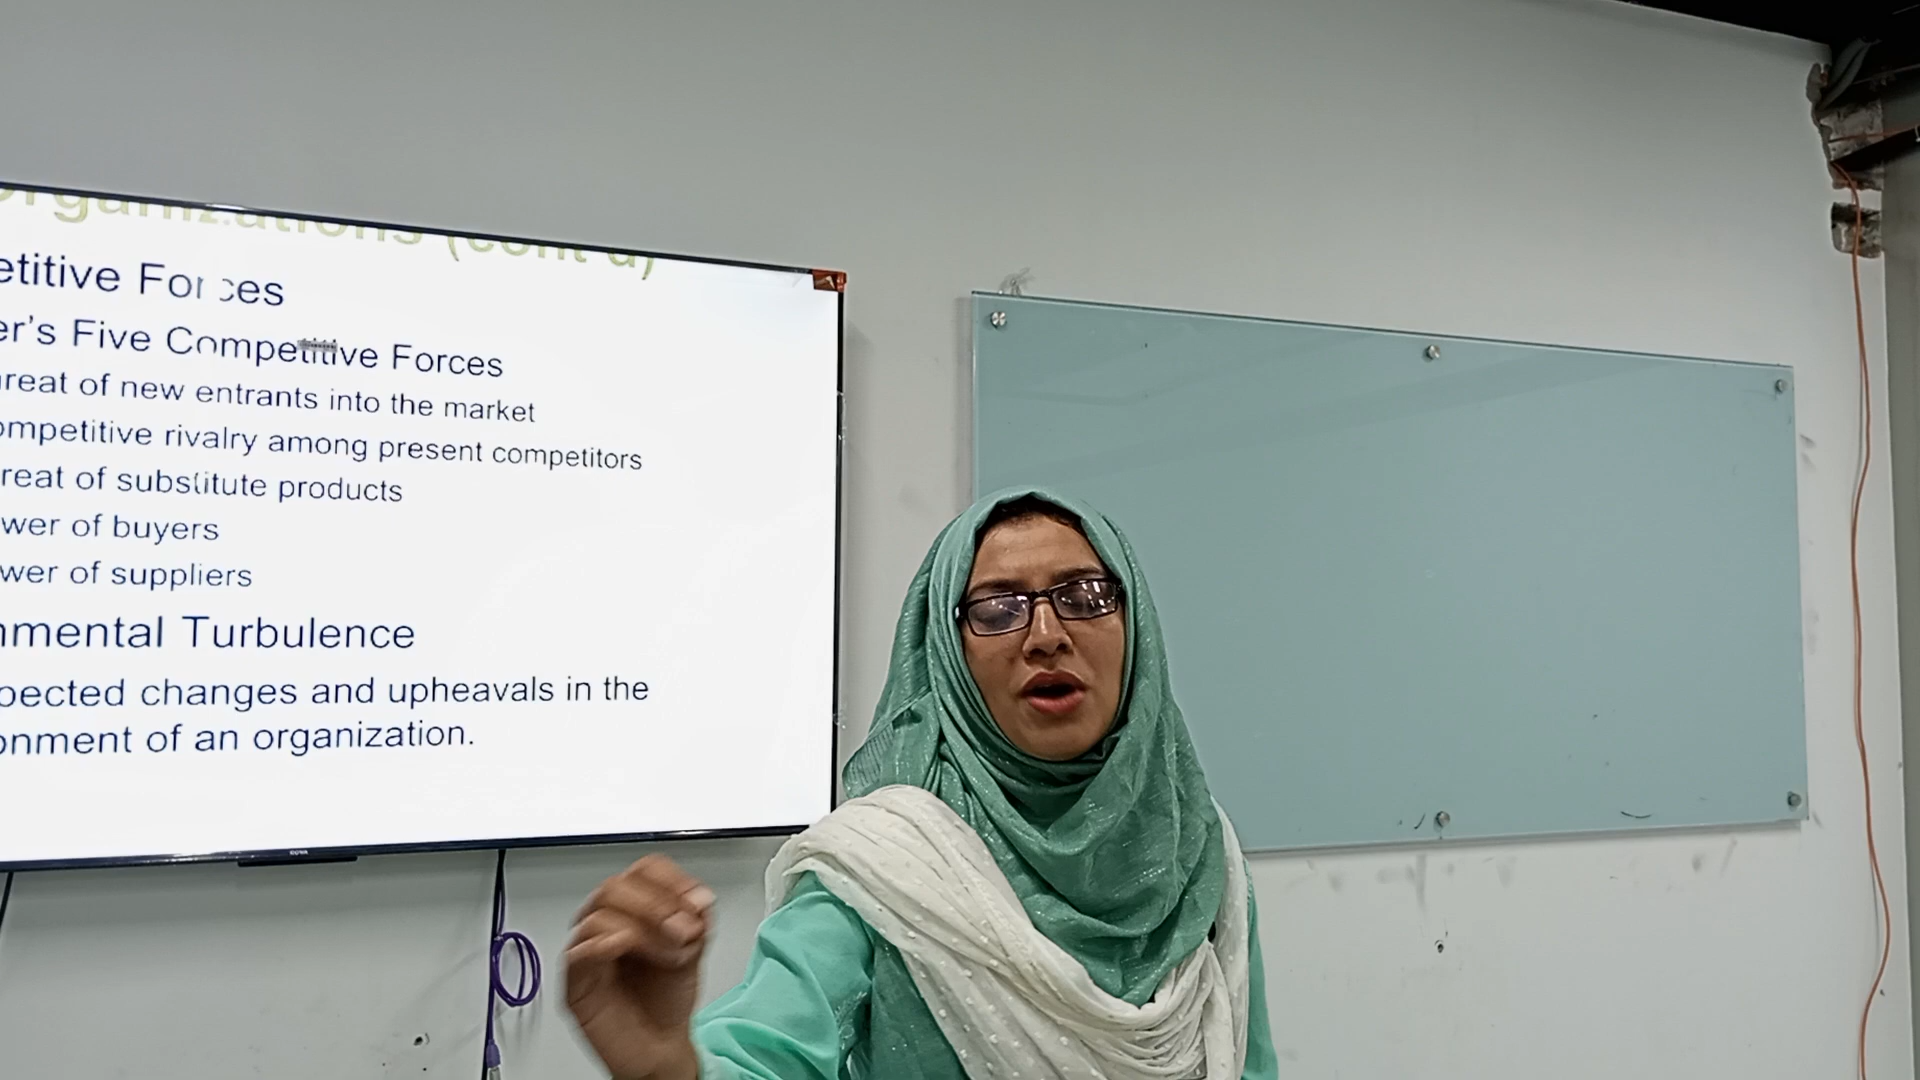 organizations (cont'd)
etitive Forces
er's Five Competitive Forces
reat of new entrants into the market
ompetitive rivalry among present competitors
reat of substitute products
wer of buyers
wer of suppliers
nmental Turbulence
pected changes and upheavals in the
onment of an organization.